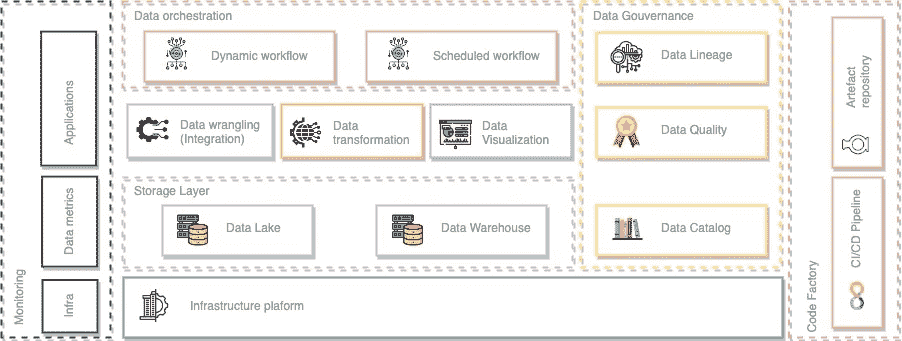 Monitoring
Applications
Data metrics
Infra
Data orchestration
Dynamic workflow
Scheduled workflow
Data wrangling
(Integration)
Data
transformation
Data
Visualization
Storage Layer
Data Lake
Data Warehouse
Infrastructure plaform
Data Gouvernance
Data Lineage
Data Quality
Data Catalog
Code Factory
Artefact
repository
CI/CD Pipeline